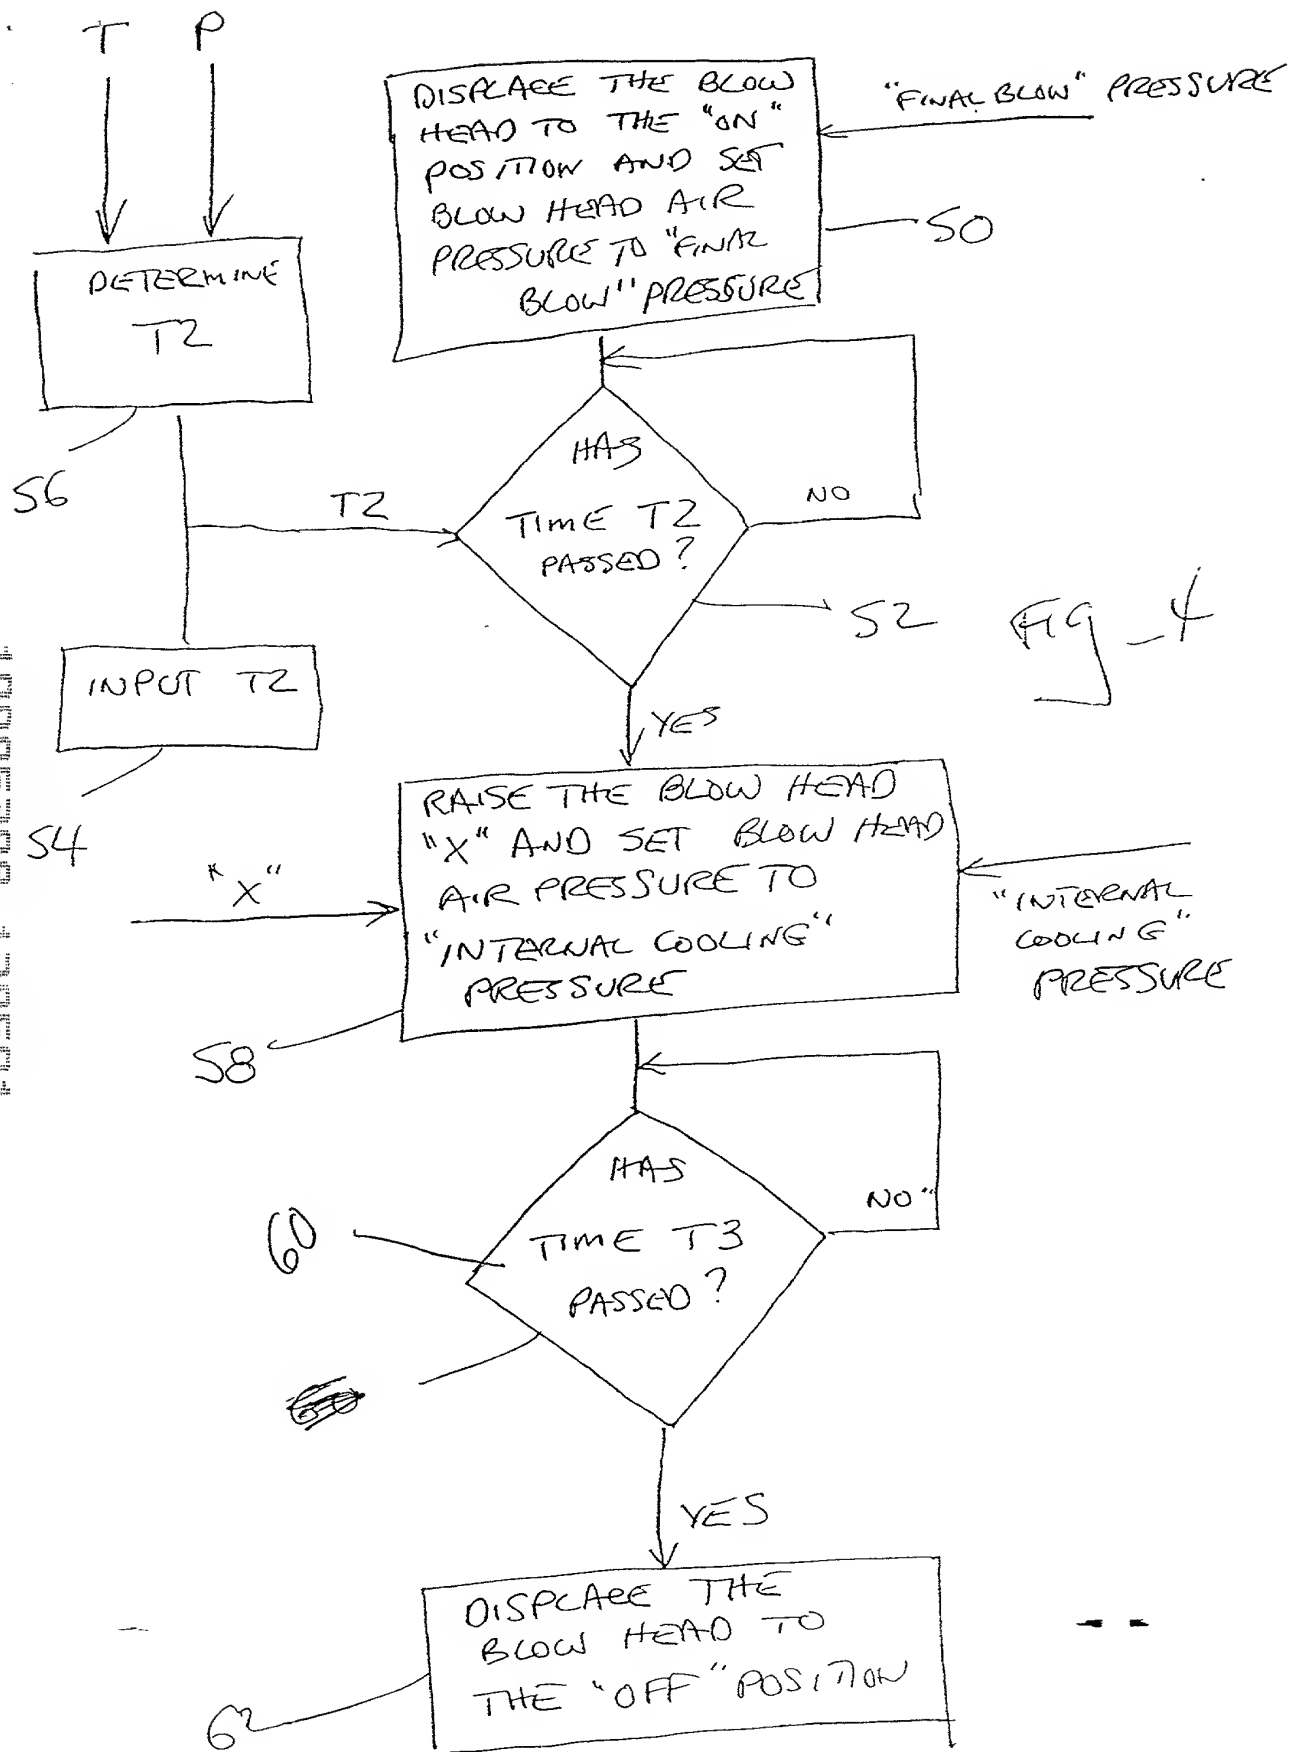 T P
DISPLACE THE BLOW
HEAD TO THE "ON"
POSITION AND SET
BLOW HEAD AIR
PRESSURE TO "FINAL
BLOW" PRESSURE
"FINAL BLOW" PRESSURE
50
DETERMINE
T2
56
T2
HAS
TIME T2
PASSED?
NO
52
FIG_4
INPUT T2
54
YES
RAISE THE BLOW HEAD
"X" AND SET BLOW HEAD
AIR PRESSURE TO
"INTERNAL COOLING"
PRESSURE
"X"
"INTERNAL
COOLING"
PRESSURE
58
HAS
TIME T3
PASSED?
NO
60
YES
DISPLACE THE
BLOW HEAD TO
THE "OFF" POSITION
62